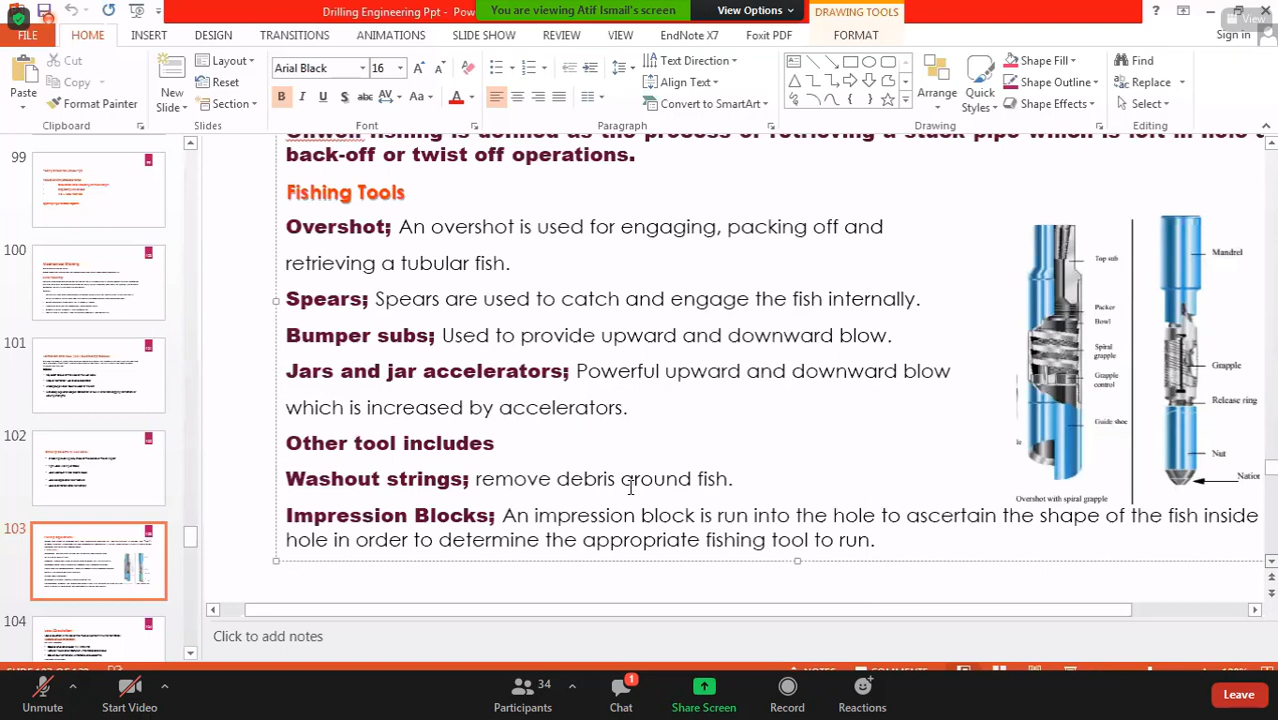 Drilling Engineering Ppt - Pow
You are viewing Atif Ismail's screen
View Options
DRAWING TOOLS
?
View
FILE
HOME
INSERT
DESIGN
TRANSITIONS
ANIMATIONS
SLIDE SHOW
REVIEW
VIEW
EndNote X7
Foxit PDF
FORMAT
Sign in
Paste
Cut
Copy
Format Painter
Clipboard
New
Slide
Layout
Reset
Section
Slides
Arial Black
16
B I U S abc AV Aa A
Font
Text Direction
Align Text
Convert to SmartArt
Paragraph
Arrange
Quick
Styles
Shape Fill
Shape Outline
Shape Effects
Drawing
Find
Replace
Select
Editing
99
100
101
102
103
104
back-off or twist off operations.
Fishing Tools
Overshot; An overshot is used for engaging, packing off and
retrieving a tubular fish.
Spears; Spears are used to catch and engage the fish internally.
Bumper subs; Used to provide upward and downward blow.
Jars and jar accelerators; Powerful upward and downward blow
which is increased by accelerators.
Other tool includes
Washout strings; remove debris around fish.
Impression Blocks; An impression block is run into the hole to ascertain the shape of the fish inside
hole in order to determine the appropriate fishing tool to run.
Top sub
Packer
Bowl
Spiral
grapple
Grapple
control
Guide shoe
Overshot with spiral grapple
Mandrel
Grapple
Release ring
Nut
Click to add notes
Unmute
Start Video
34
Participants
1
Chat
Share Screen
Record
Reactions
Leave